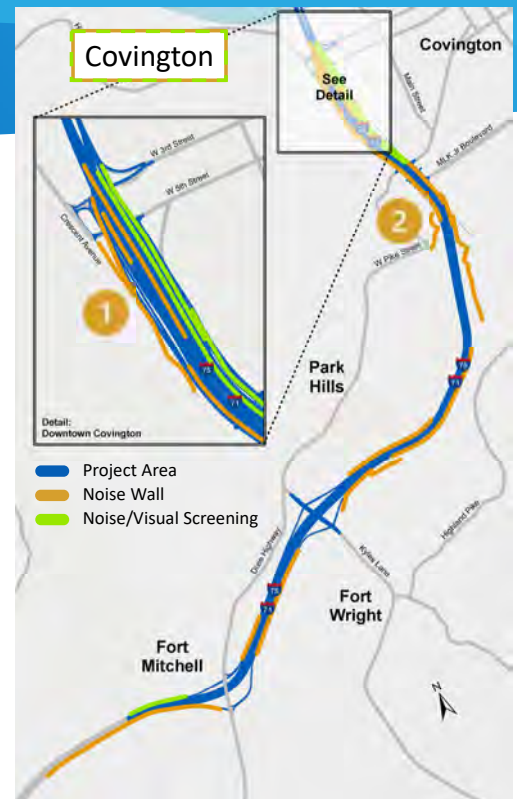 Covington
Covington
See
Detail
Main Street
MLK Jr Boulevard
W 3rd Street
W 5th Street
Crescent Avenue
1
75
71
Detail:
Downtown Covington
2
W Pike Street
Park
Hills
75
71
Project Area
Noise Wall
Noise/Visual Screening
Dixie Highway
Kyles Lane
Highland Pike
75
71
Fort
Wright
Fort
Mitchell
N